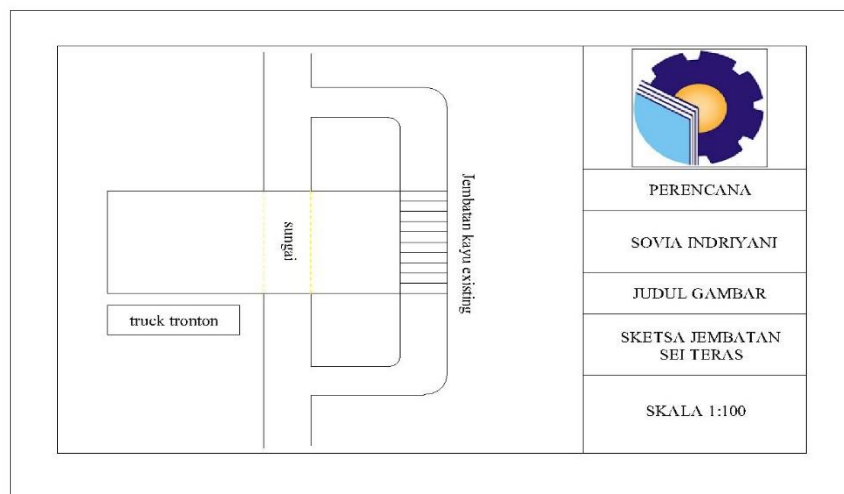 sungai
Jembatan kayu existing
truck tronton
PERENCANA
SOVIA INDRIYANI
JUDUL GAMBAR
SKETSA JEMBATAN
SEI TERAS
SKALA 1:100